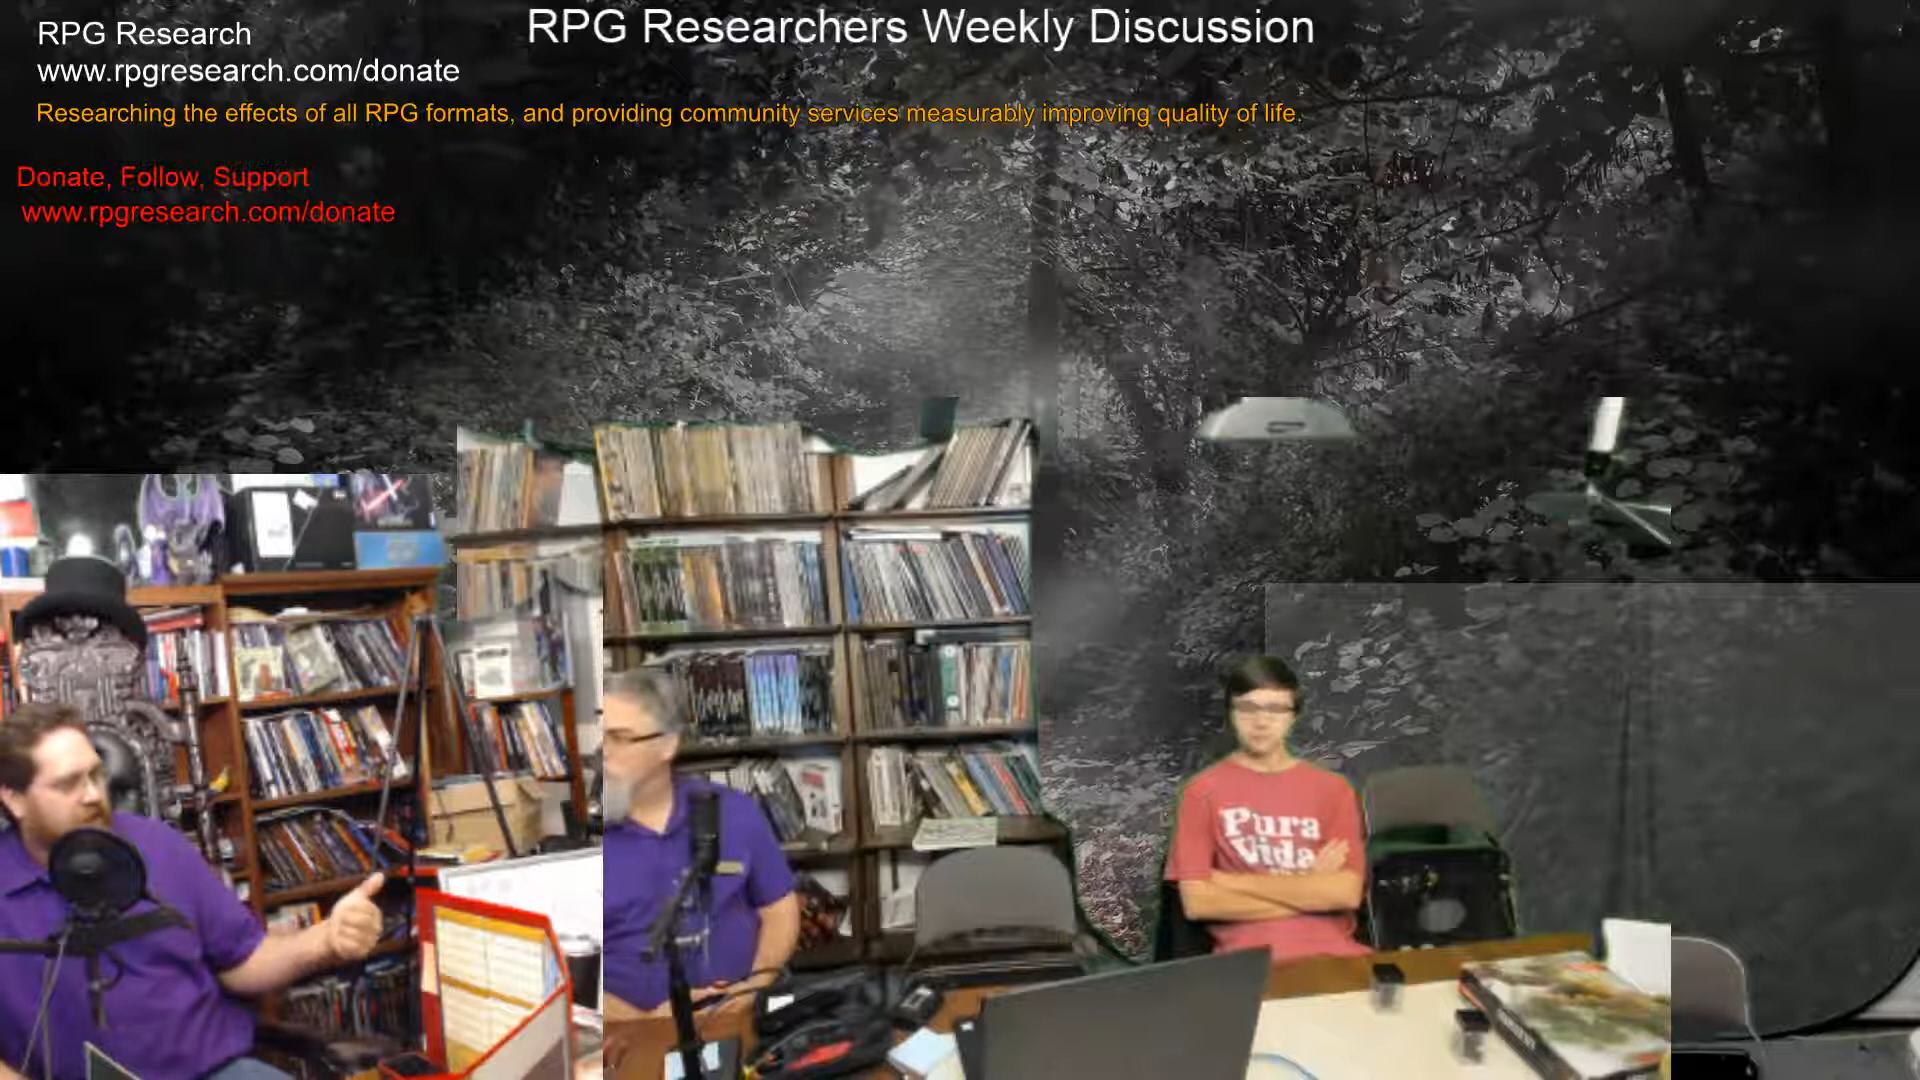 RPG Researchers Weekly Discussion
RPG Research
www.rpgresearch.com/donate
Researching the effects of all RPG formats, and providing community services measurably improving quality of life.
Donate, Follow, Support
www.rpgresearch.com/donate
Pura
Vida